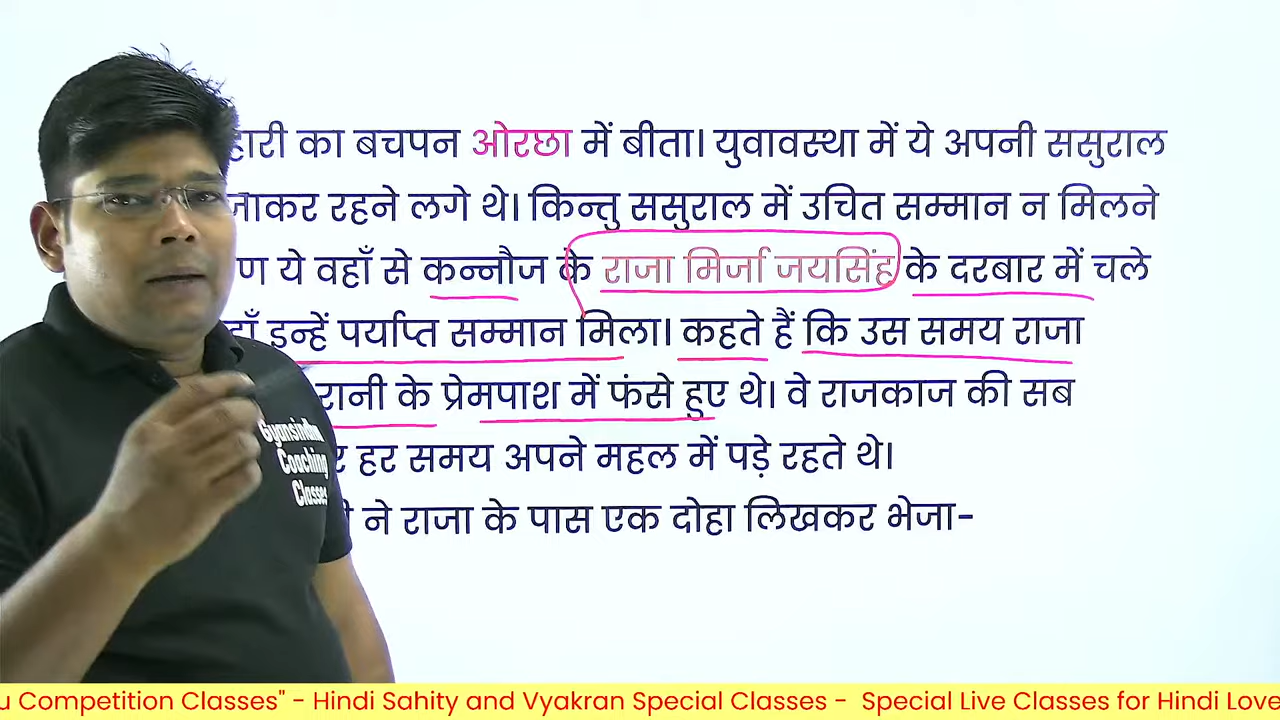 का बचपन ओरछा में बीता। युवावस्था में ये अपनी ससुराल
जाकर रहने लगे थे। किन्तु ससुराल में उचित सम्मान न मिलने
ये वहाँ से कन्नौज के राजा मिर्जा जयसिंह के दरबार में चले
इन्हें पर्याप्त सम्मान मिला। कहते हैं कि उस समय राजा
रानी के प्रेमपाश में फंसे हुए थे। वे राजकाज की सब
हर समय अपने महल में पड़े रहते थे।
ने राजा के पास एक दोहा लिखकर भेजा-
Gyansindhu
Coaching
Classes
Competition Classes" - Hindi Sahity and Vyakran Special Classes - Special Live Classes for Hindi Love